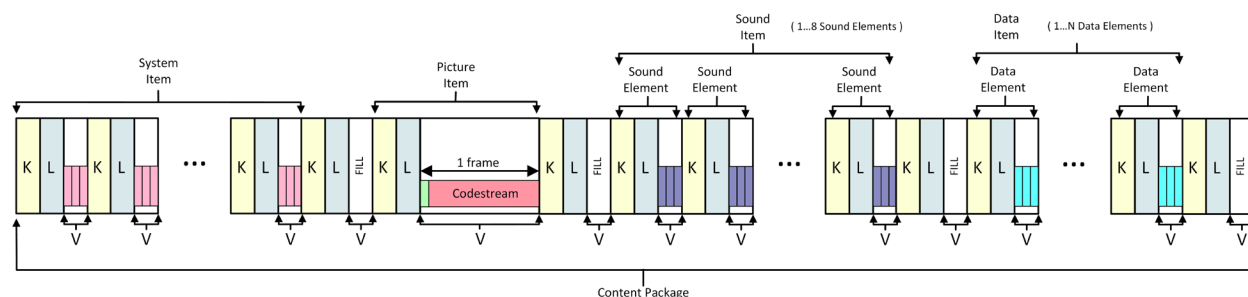 Sound
Item
( 1...8 Sound Elements )
Data
Item
( 1...N Data Elements )
System
Item
Picture
Item
Sound
Element
Sound
Element
Sound
Element
Data
Element
Data
Element
K L K L ••• K L K L FILL K L 1 frame Codestream K L FILL K L K L ••• K L K L FILL K L ••• K L K L FILL
V V V V V V V V V V V V V
Content Package